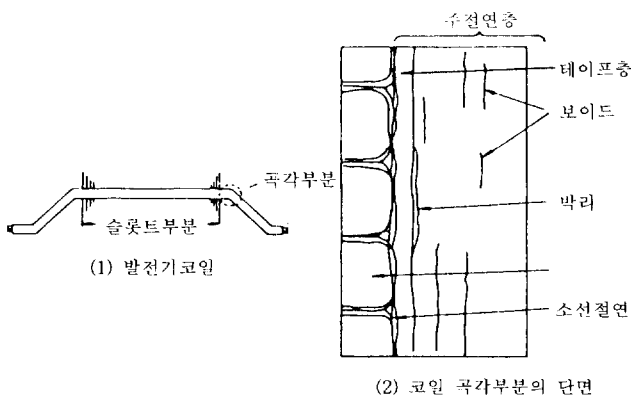 주절연층
테이프층
보이드
곡각부분
박리
슬롯트부분
(1) 발전기코일
소선절연
(2) 코일 곡각부분의 단면